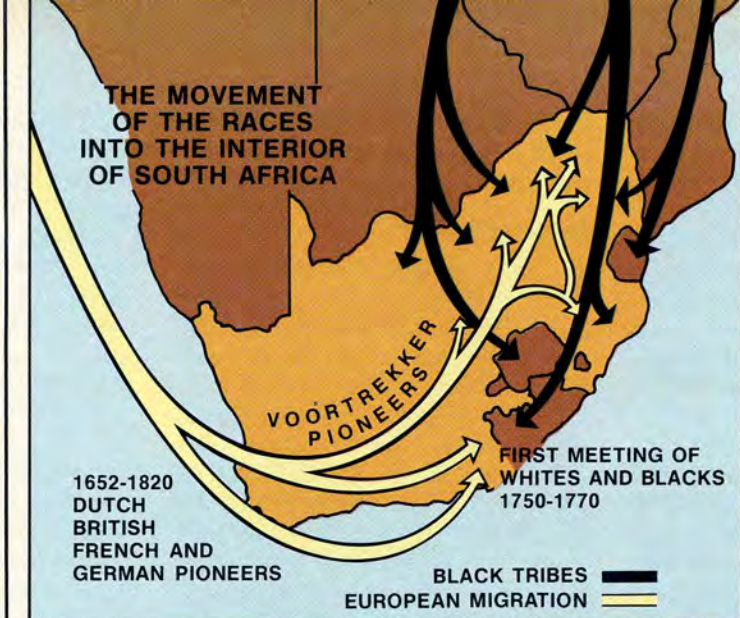 THE MOVEMENT
OF THE RACES
INTO THE INTERIOR
OF SOUTH AFRICA
VOORTREKKER
PIONEERS
1652-1820
DUTCH
BRITISH
FRENCH AND
GERMAN PIONEERS
FIRST MEETING OF
WHITES AND BLACKS
1750-1770
BLACK TRIBES
EUROPEAN MIGRATION